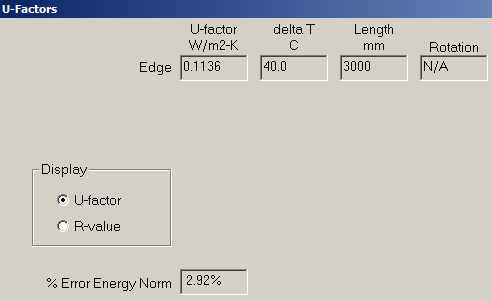 U-Factors
U-factor delta T Length
W/m2-K C mm Rotation
Edge 0.1136 40.0 3000 N/A
Display
U-factor
R-value
% Error Energy Norm 2.92%